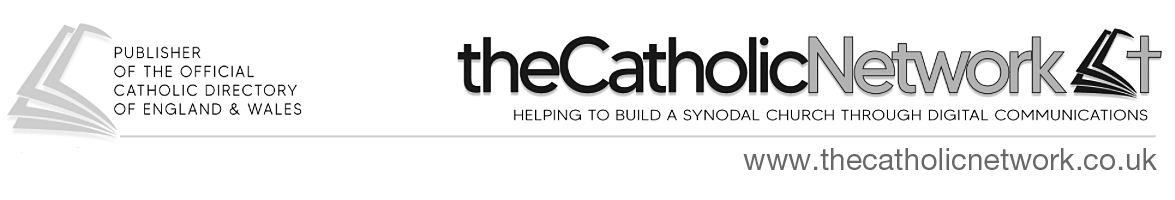 PUBLISHER
OF THE OFFICIAL
CATHOLIC DIRECTORY
OF ENGLAND & WALES
theCatholicNetwork
HELPING TO BUILD A SYNODAL CHURCH THROUGH DIGITAL COMMUNICATIONS
www.thecatholicnetwork.co.uk